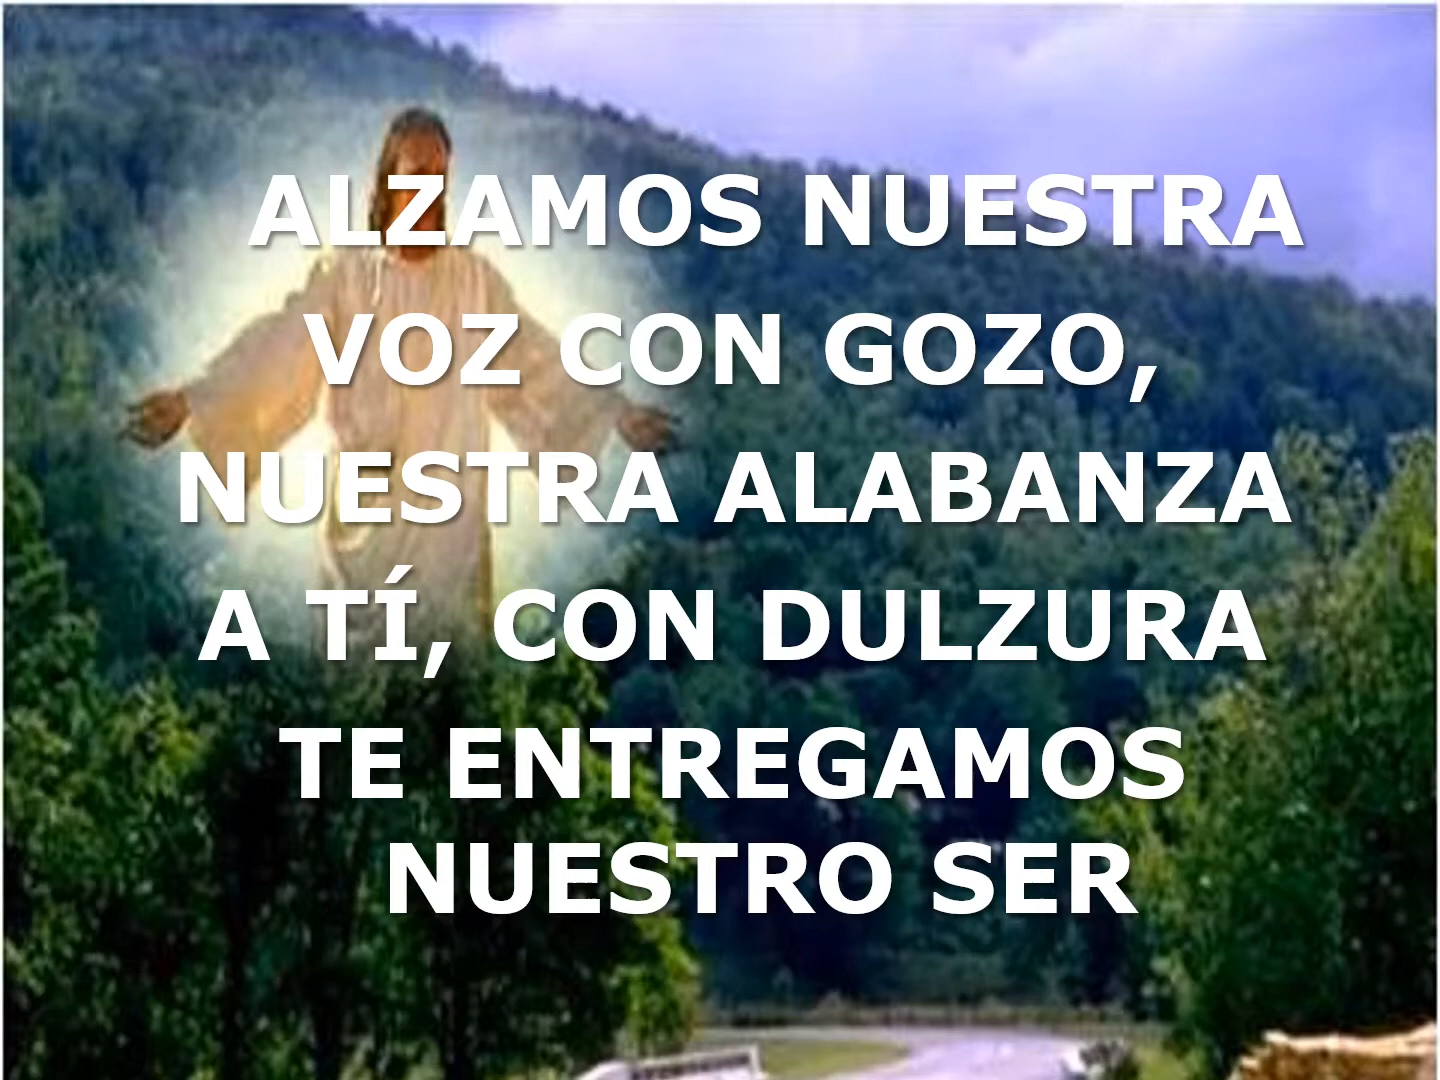 ALZAMOS NUESTRA
VOZ CON GOZO,
NUESTRA ALABANZA
A TÍ, CON DULZURA
TE ENTREGAMOS
NUESTRO SER